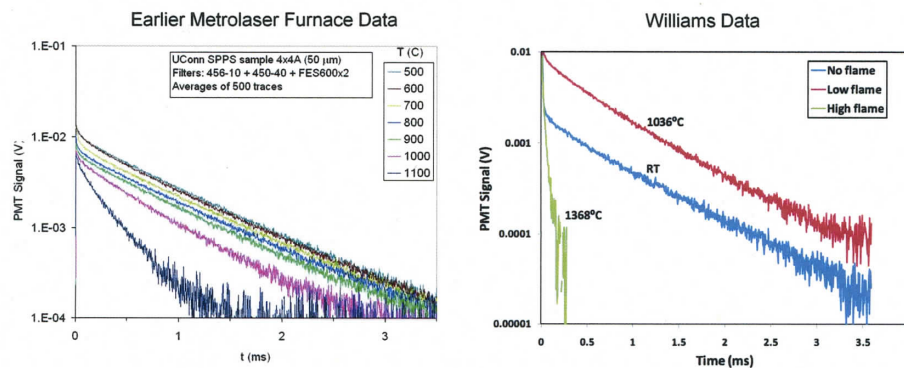 Earlier Metrolaser Furnace Data
1.E-01
1.E-02
1.E-03
1.E-04
PMT Signal (V)
UConn SPPS sample 4x4A (50 µm)
Filters: 456-10 + 450-40 + FES600x2
Averages of 500 traces
T (C)
500
600
700
800
900
1000
1100
0
1
2
3
t (ms)
Williams Data
0.01
0.001
0.0001
0.00001
PMT Signal (V)
No flame
Low flame
High flame
1036°C
RT
1368°C
0
0.5
1
1.5
2
2.5
3
3.5
4
Time (ms)